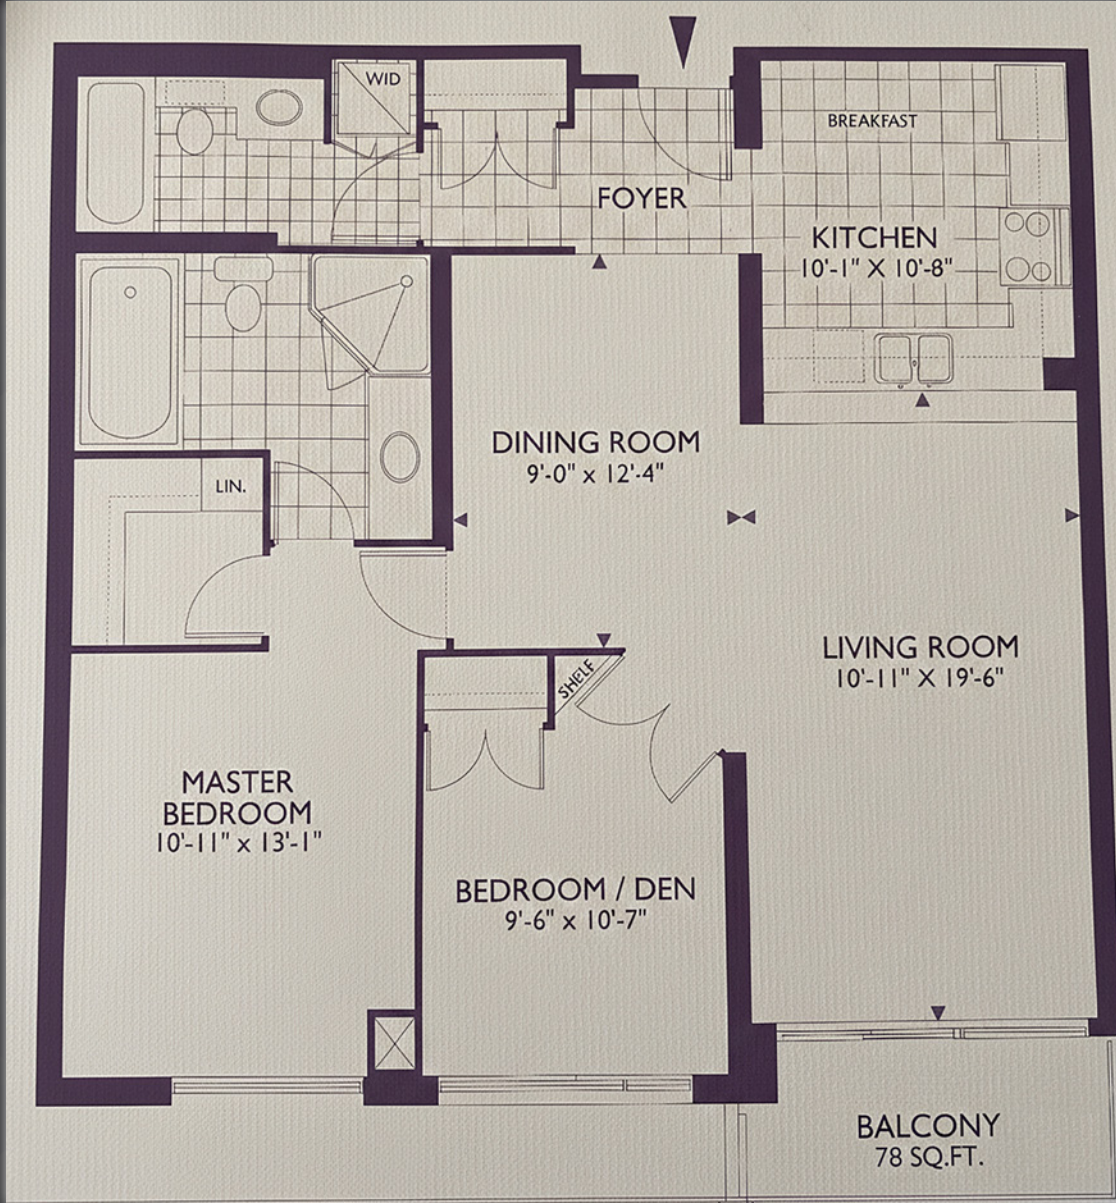 WID
BREAKFAST
FOYER
KITCHEN
10'-1" X 10'-8"
DINING ROOM
9'-0" x 12'-4"
LIN.
LIVING ROOM
10'-11" X 19'-6"
SHELF
MASTER
BEDROOM
10'-11" x 13'-1"
BEDROOM / DEN
9'-6" x 10'-7"
BALCONY
78 SQ.FT.